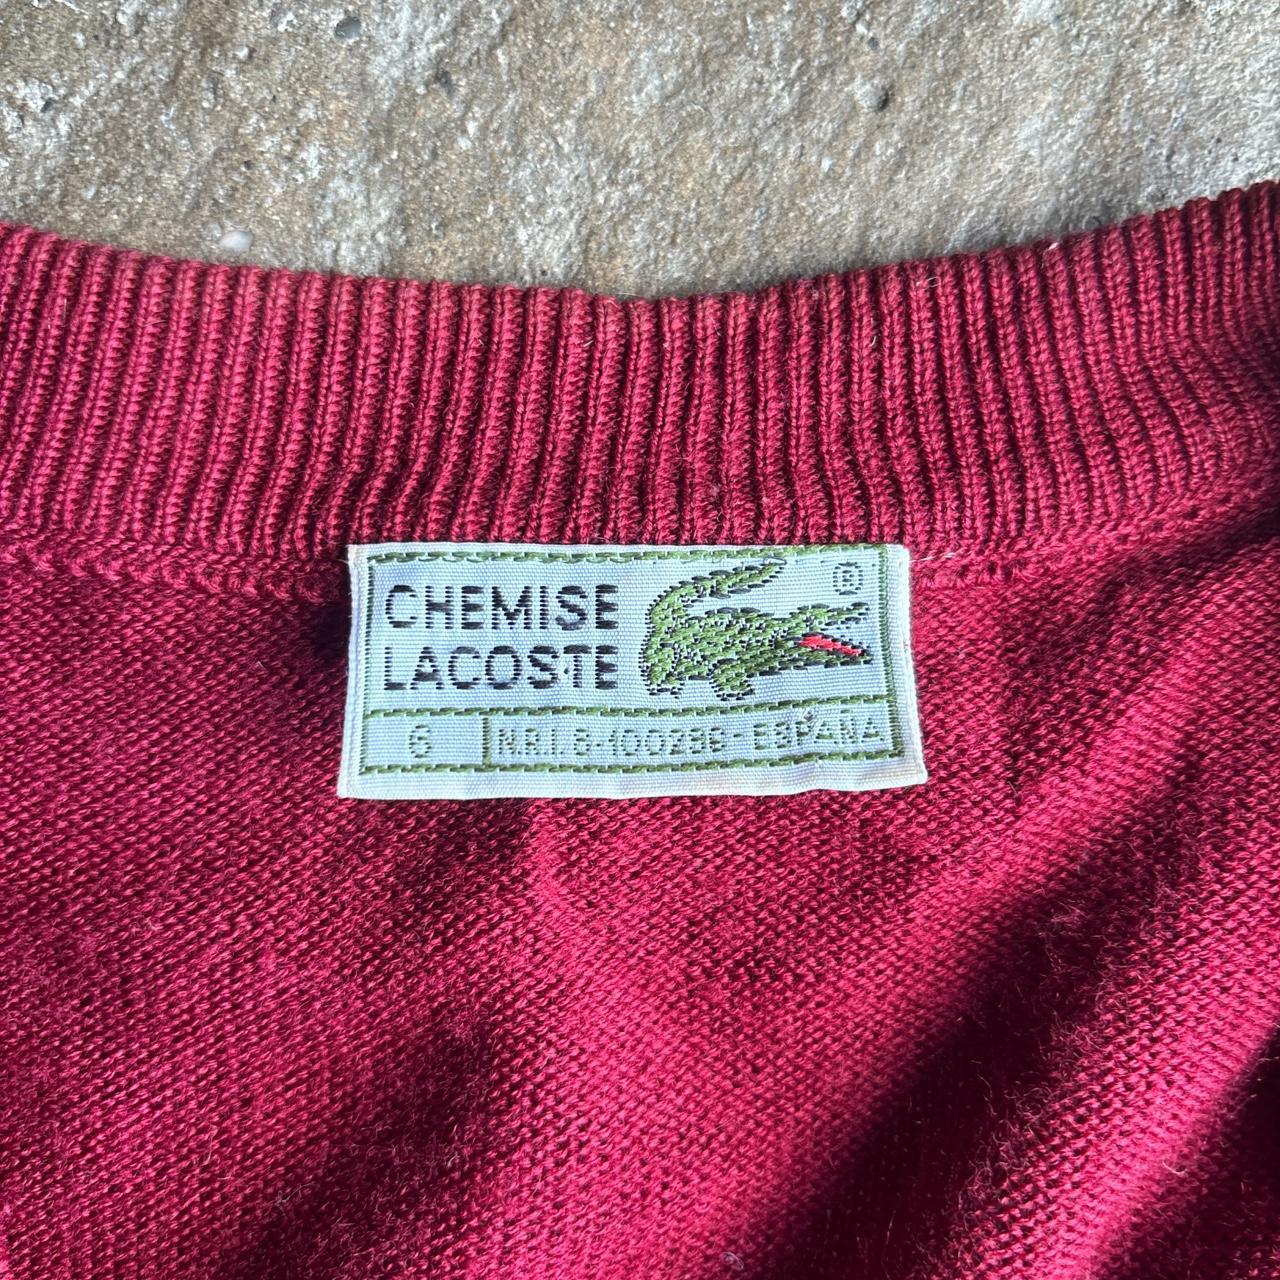 CHEMISE ®
LACOSTE
6 N.R.I. 8-100298 - ESPAÑA